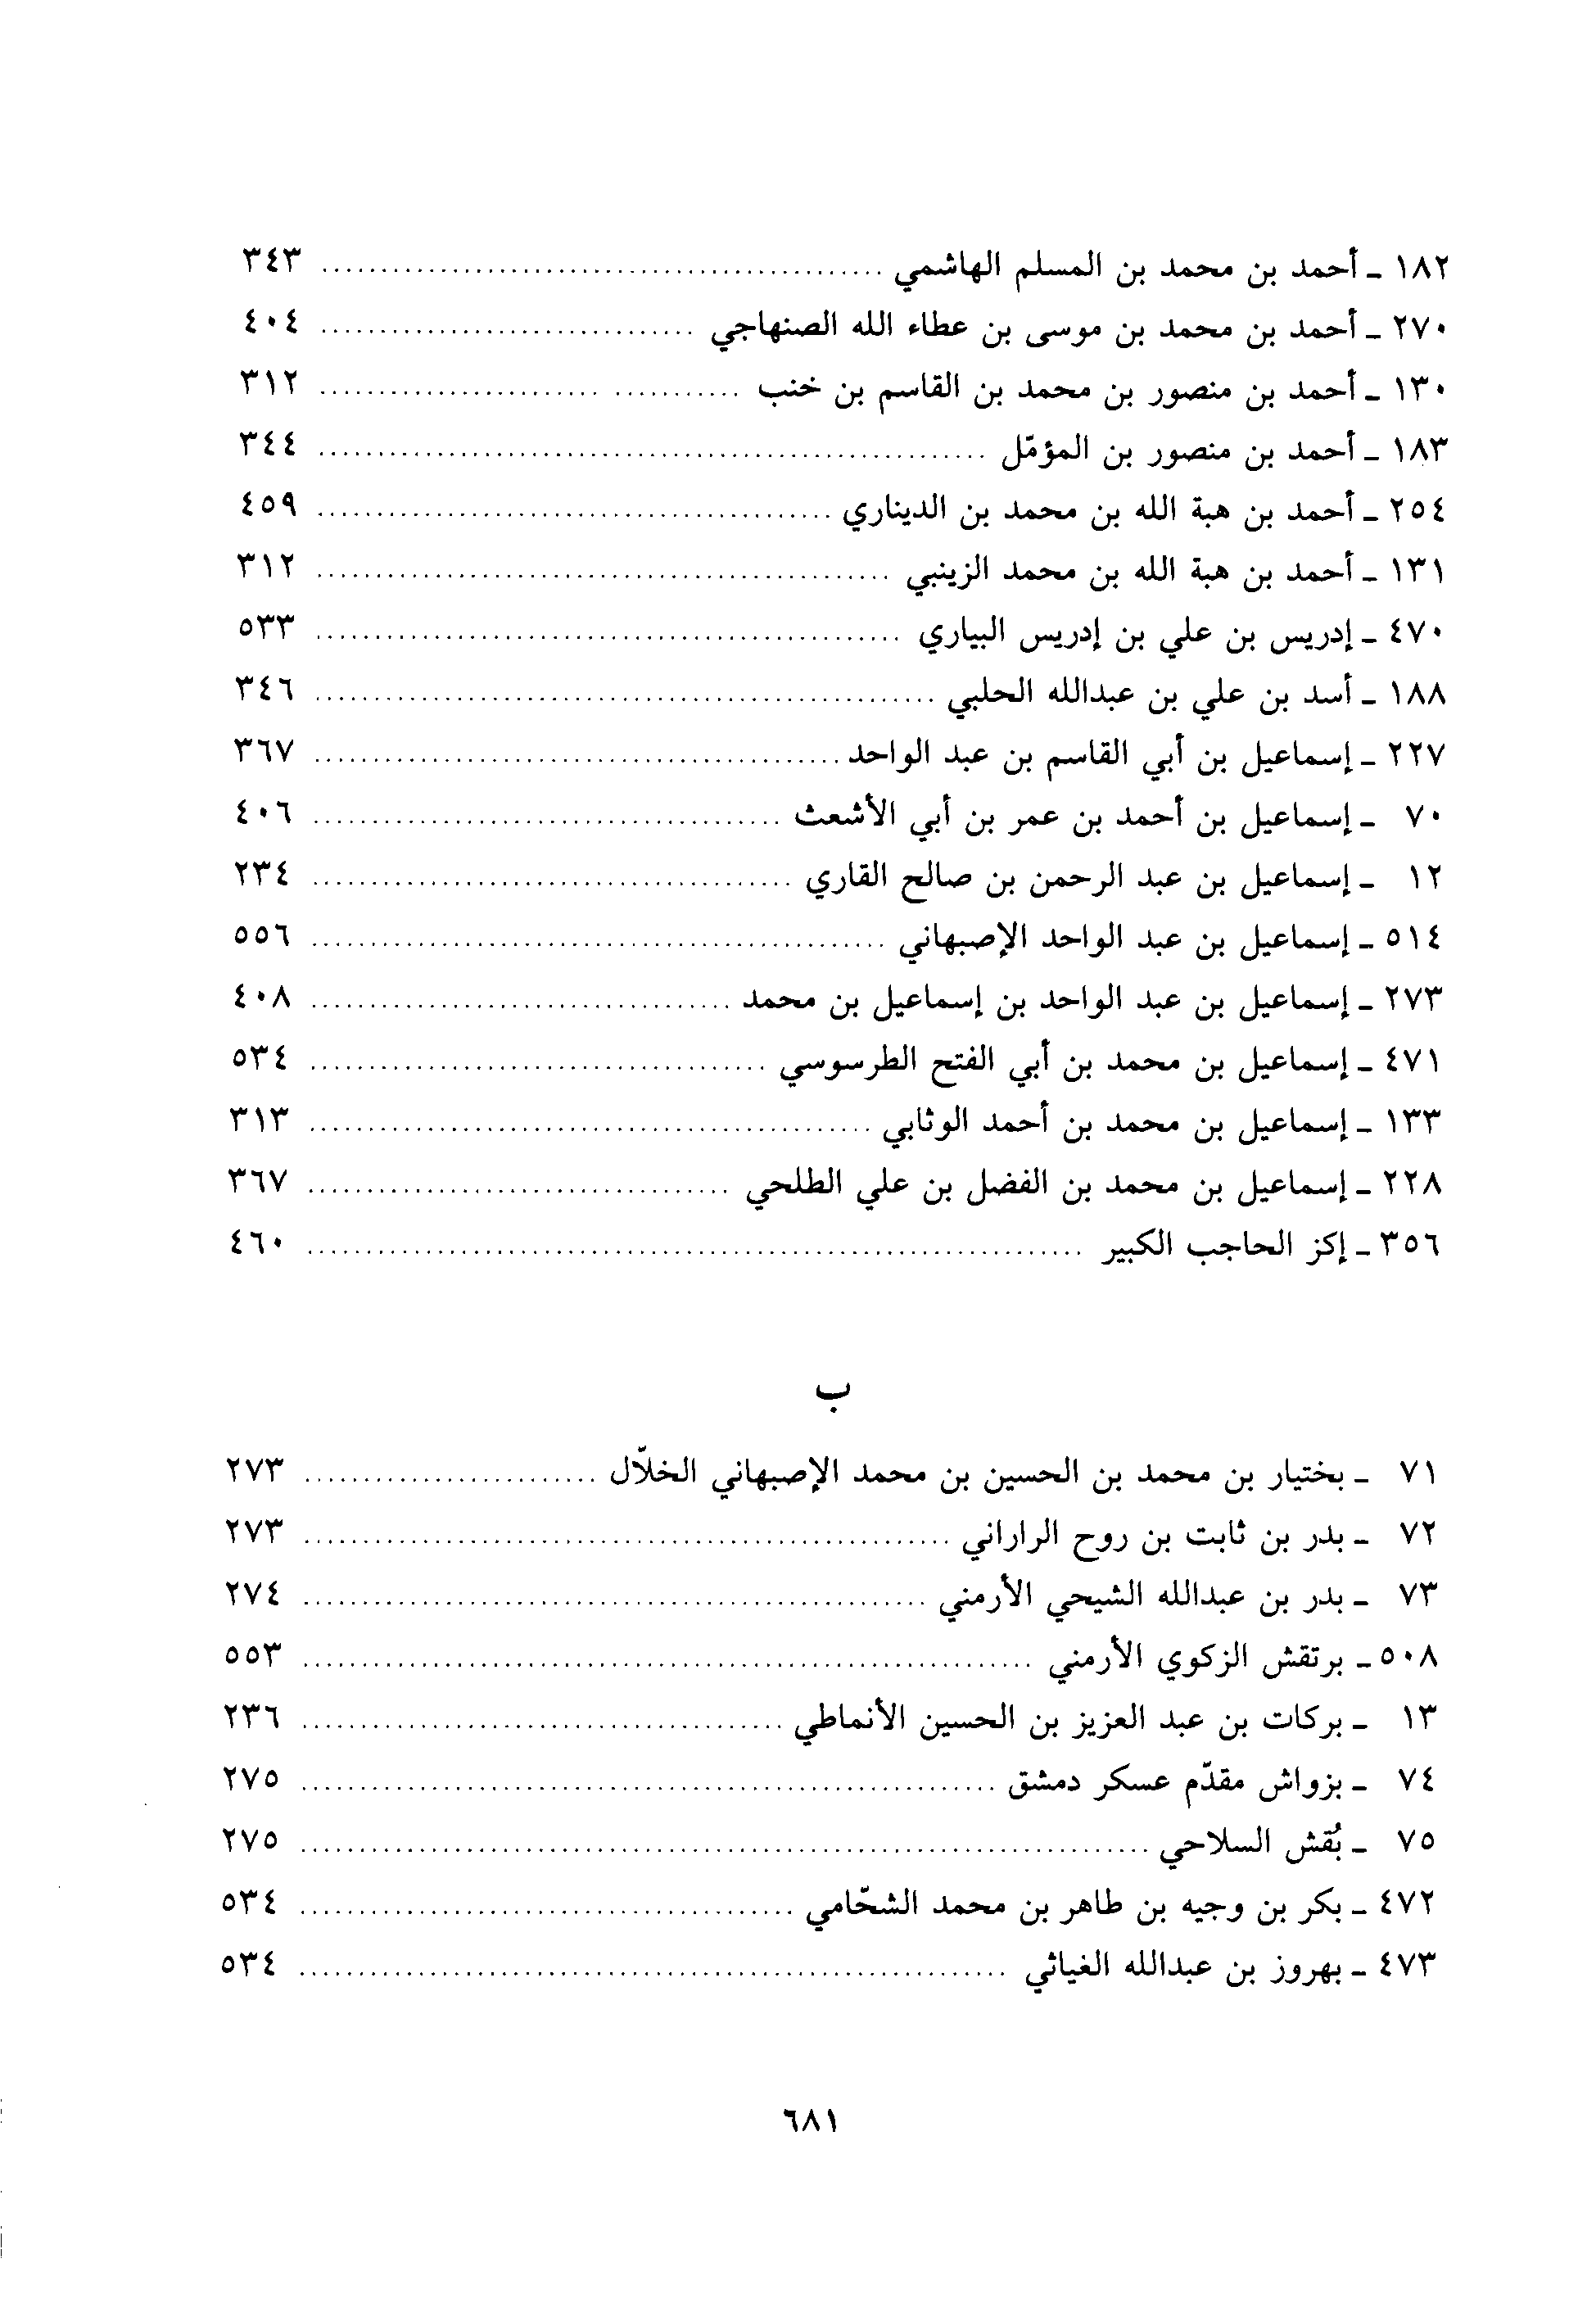 ١٨٢ - أحمد بن محمد بن المسلم الهاشمي ................ ٣٤٣
٢٧٠ - أحمد بن محمد بن موسى بن عطاء الله الصنهاجي ................ ٤٠٤
١٣٠ - أحمد بن منصور بن محمد بن القاسم بن خنب ................ ٣١٢
١٨٣ - أحمد بن منصور بن المؤمّل ................ ٣٤٤
٢٥٤ - أحمد بن هبة الله بن محمد بن الديناري ................ ٤٥٩
١٣١ - أحمد بن هبة الله بن محمد الزينبي ................ ٣١٢
٤٧٠ - إدريس بن علي بن إدريس البياري ................ ٥٣٣
١٨٨ - أسد بن علي بن عبدالله الحلبي ................ ٣٤٦
٢٢٧ - إسماعيل بن أبي القاسم بن عبد الواحد ................ ٣٦٧
٧٠ - إسماعيل بن أحمد بن عمر بن أبي الأشعث ................ ٤٠٦
١٢ - إسماعيل بن عبد الرحمن بن صالح القاري ................ ٢٣٤
٥١٤ - إسماعيل بن عبد الواحد الإصبهاني ................ ٥٥٦
٢٧٣ - إسماعيل بن عبد الواحد بن إسماعيل بن محمد ................ ٤٠٨
٤٧١ - إسماعيل بن محمد بن أبي الفتح الطرسوسي ................ ٥٣٤
١٣٣ - إسماعيل بن محمد بن أحمد الوثابي ................ ٣١٣
٢٢٨ - إسماعيل بن محمد بن الفضل بن علي الطلحي ................ ٣٦٧
٣٥٦ - إكز الحاجب الكبير ................ ٤٦٠
ب
٧١ - بختيار بن محمد بن الحسين بن محمد الإصبهاني الخلاّل ................ ٢٧٣
٧٢ - بدر بن ثابت بن روح الراراني ................ ٢٧٣
٧٣ - بدر بن عبدالله الشيحي الأرمني ................ ٢٧٤
٥٠٨ - برتقش الزكوي الأرمني ................ ٥٥٣
١٣ - بركات بن عبد العزيز بن الحسين الأنماطي ................ ٢٣٦
٧٤ - بزواش مقدّم عسكر دمشق ................ ٢٧٥
٧٥ - بُقش السلاحي ................ ٢٧٥
٤٧٢ - بكر بن وجيه بن طاهر بن محمد الشحّامي ................ ٥٣٤
٤٧٣ - بهروز بن عبدالله الغياثي ................ ٥٣٤
٦٨١